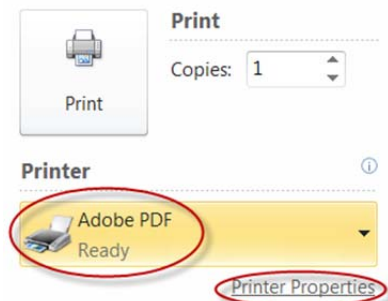 Print
Copies: 1
Print
Printer
Adobe PDF
Ready
Printer Properties